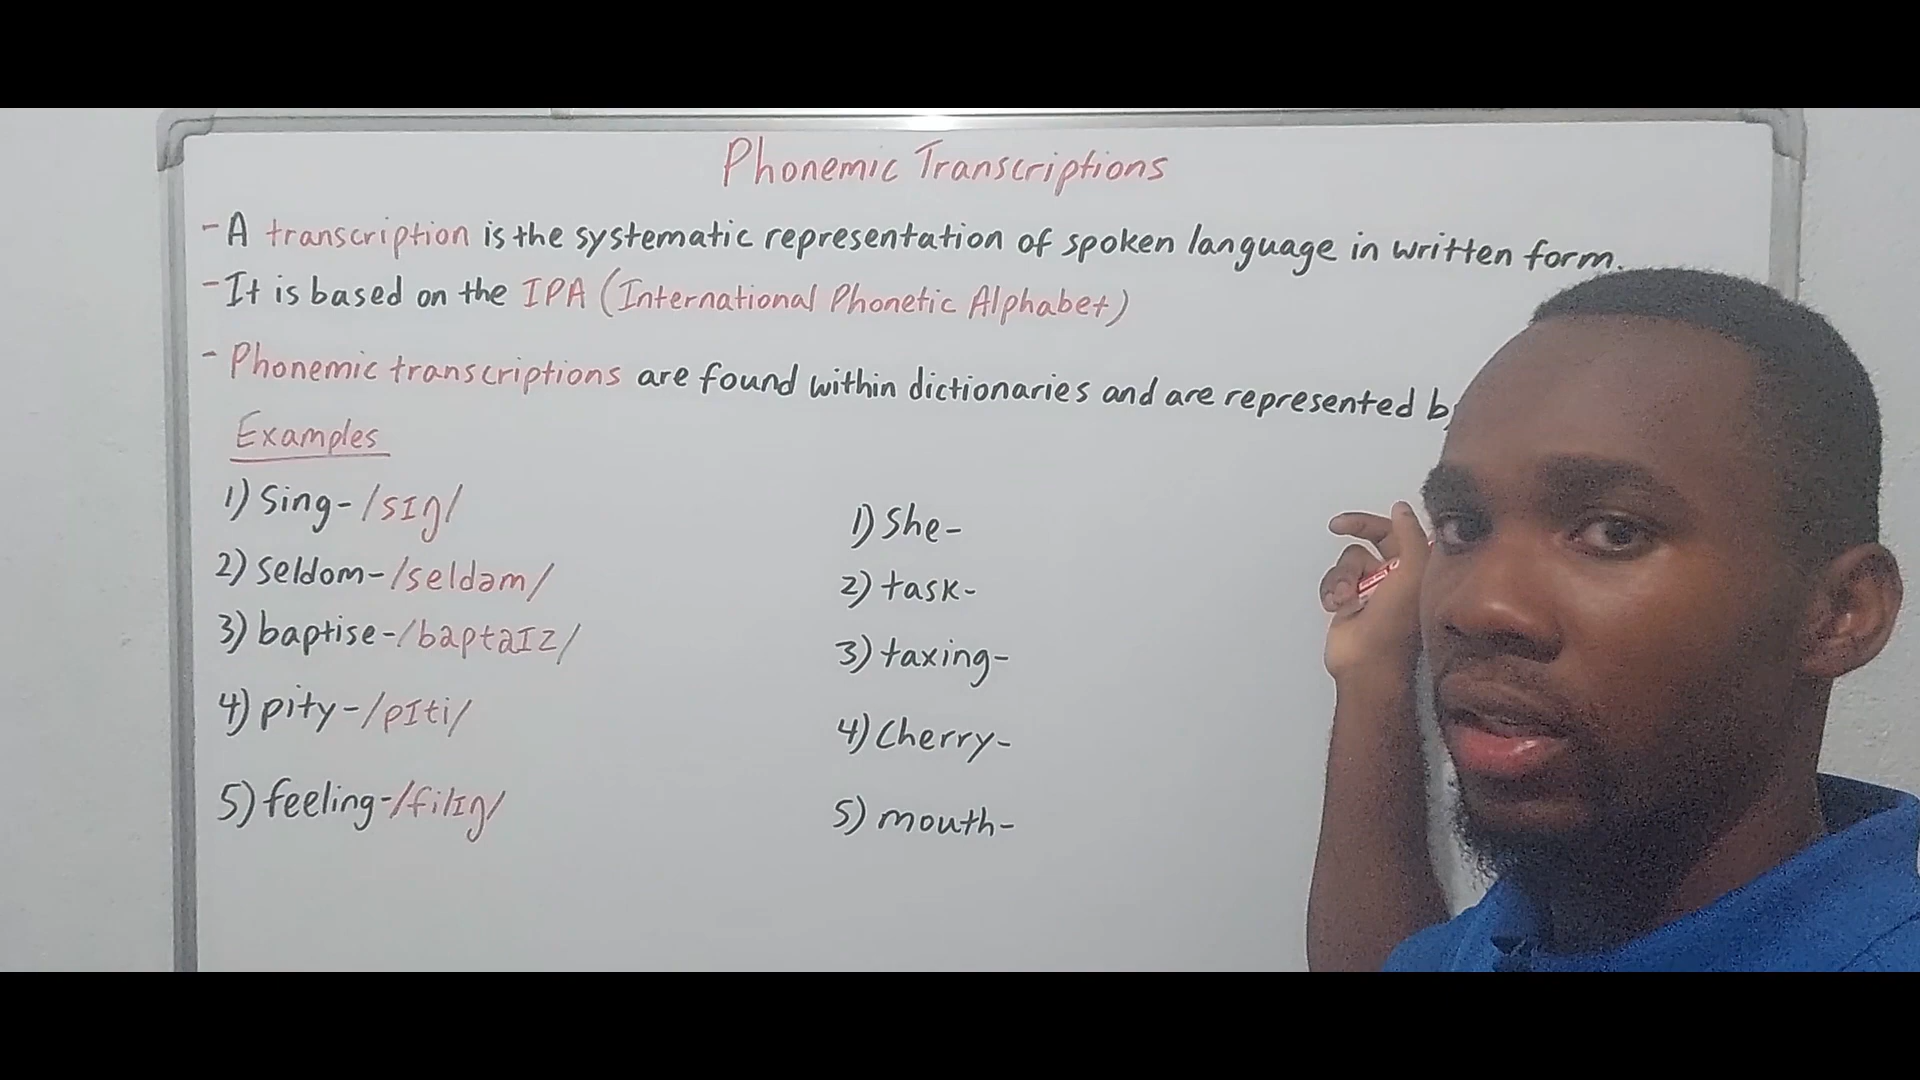 Phonemic Transcriptions
- A transcription is the systematic representation of spoken language in written form.
- It is based on the IPA (International Phonetic Alphabet)
- Phonemic transcriptions are found within dictionaries and are represented by
Examples
1) Sing - /sɪŋ/
2) seldom - /seldəm/
3) baptise - /baptaɪz/
4) pity - /pɪti/
5) feeling - /filɪŋ/
1) She -
2) task -
3) taxing -
4) Cherry -
5) mouth -